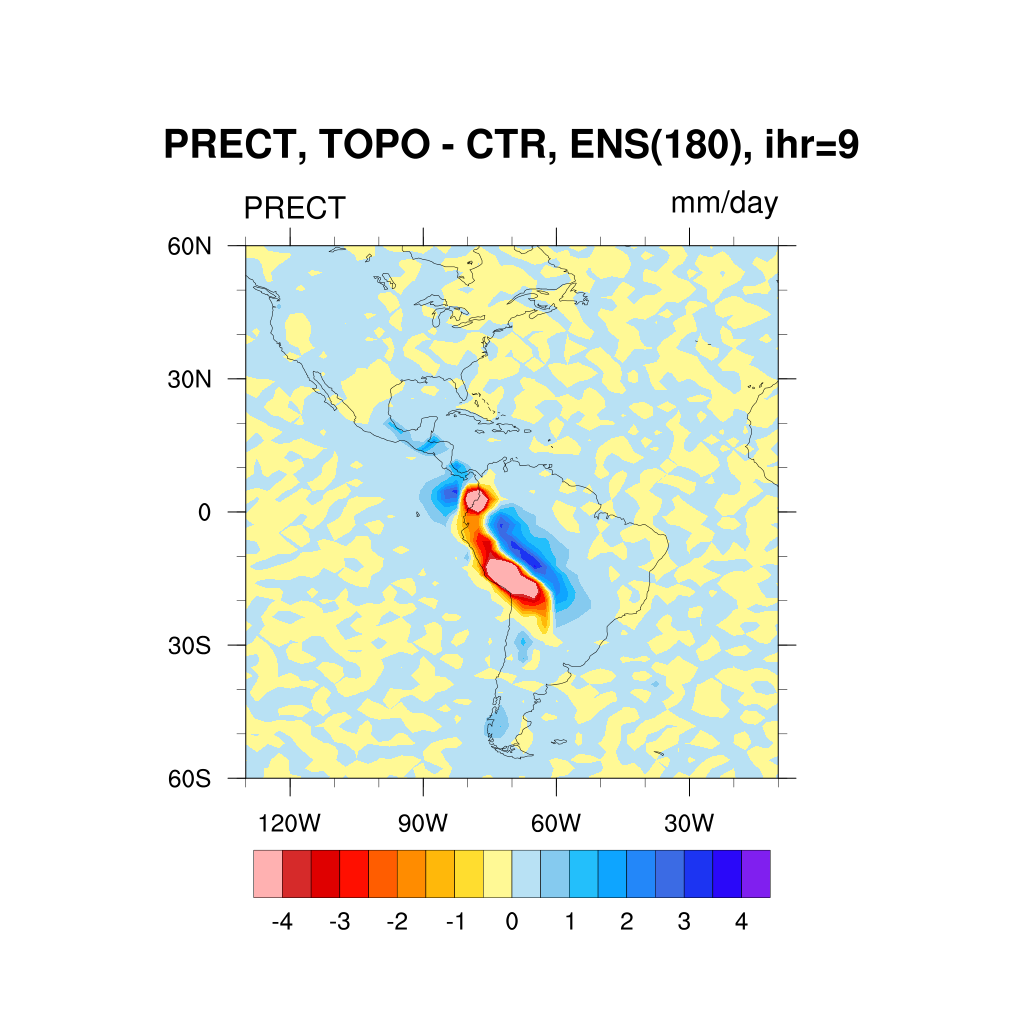 PRECT, TOPO - CTR, ENS(180), ihr=9
PRECT mm/day
60N
30N
0
30S
60S
120W 90W 60W 30W
-4 -3 -2 -1 0 1 2 3 4